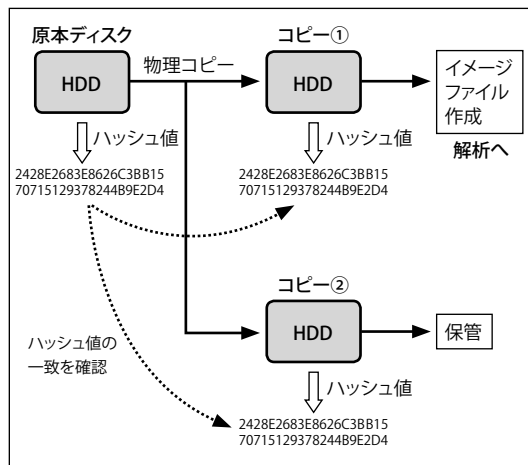 原本ディスク
HDD
物理コピー
コピー①
HDD
イメージ
ファイル
作成
解析へ
ハッシュ値
2428E2683E8626C3BB15
70715129378244B9E2D4
ハッシュ値
2428E2683E8626C3BB15
70715129378244B9E2D4
コピー②
HDD
保管
ハッシュ値の
一致を確認
ハッシュ値
2428E2683E8626C3BB15
70715129378244B9E2D4